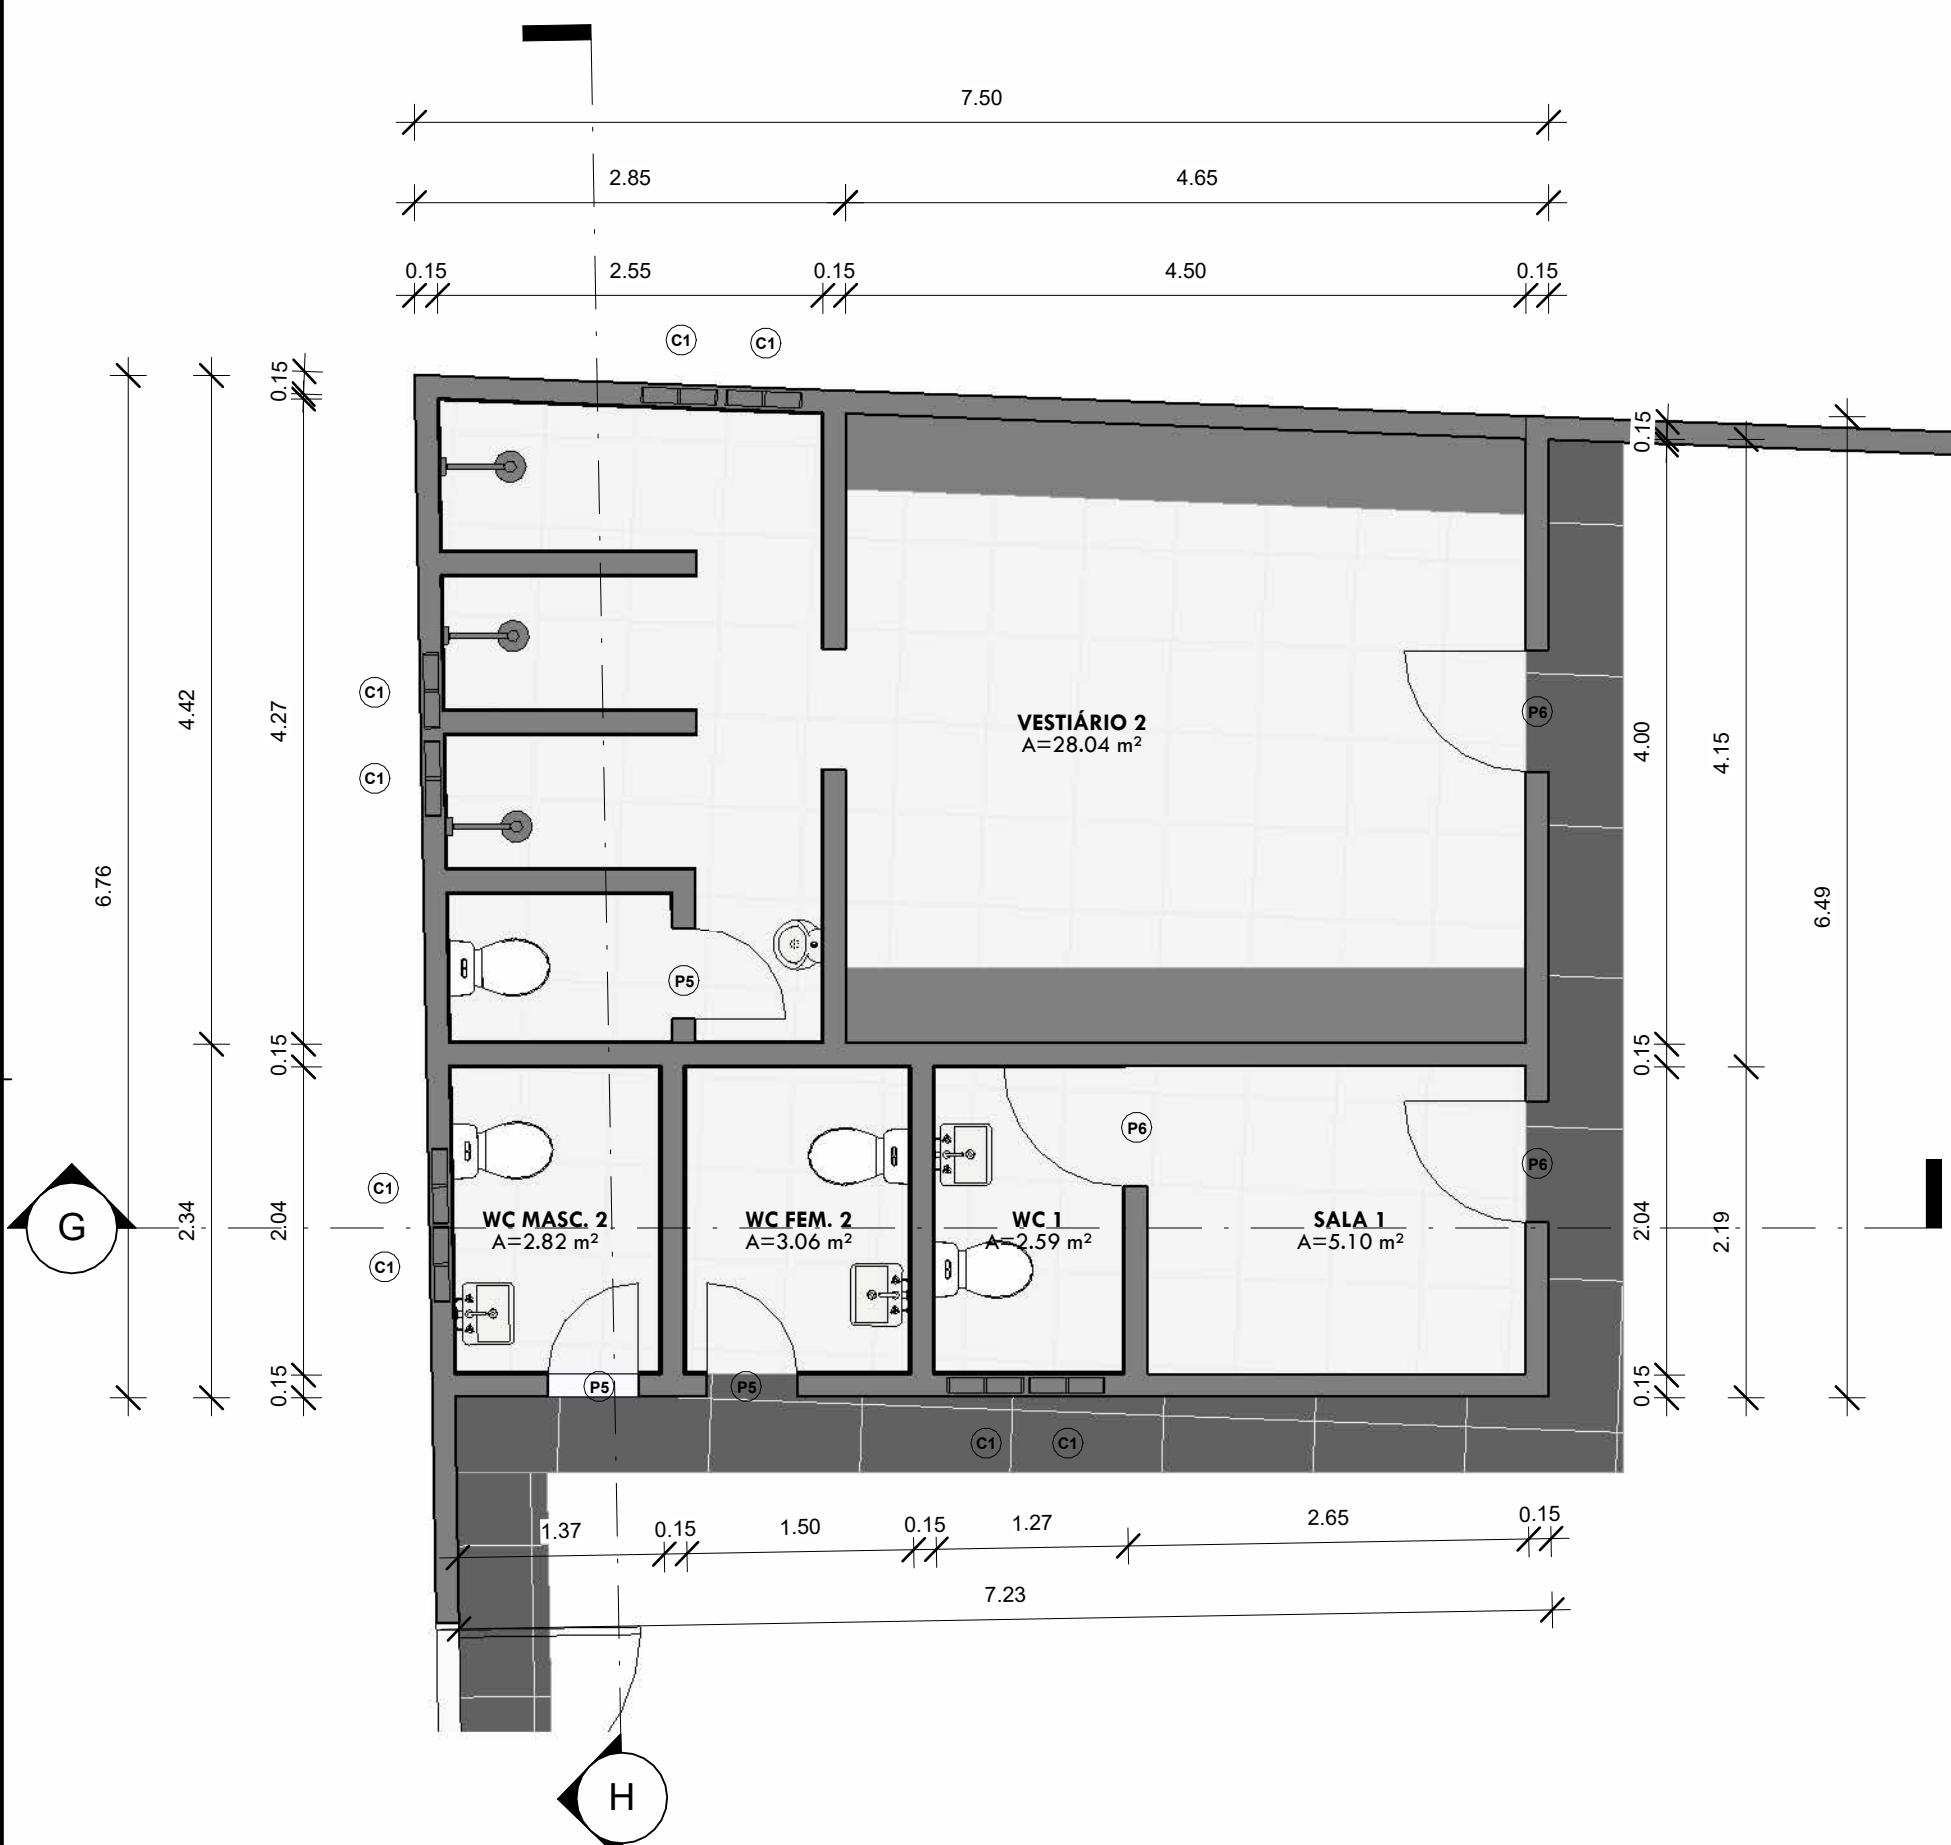 7.50
2.85 4.65
0.15 2.55 0.15 4.50 0.15
C1 C1
0.15
0.15
C1
4.42
4.27
VESTIÁRIO 2
A=28.04 m²
P6
4.00
4.15
C1
6.76
6.49
P5
0.15
0.15
P6
P6
C1
G
2.34
2.04
WC MASC. 2
A=2.82 m²
WC FEM. 2
A=3.06 m²
WC 1
A=2.59 m²
SALA 1
A=5.10 m²
2.04
2.19
C1
0.15
P5
P5
0.15
C1 C1
1.37 0.15 1.50 0.15 1.27 2.65 0.15
7.23
H